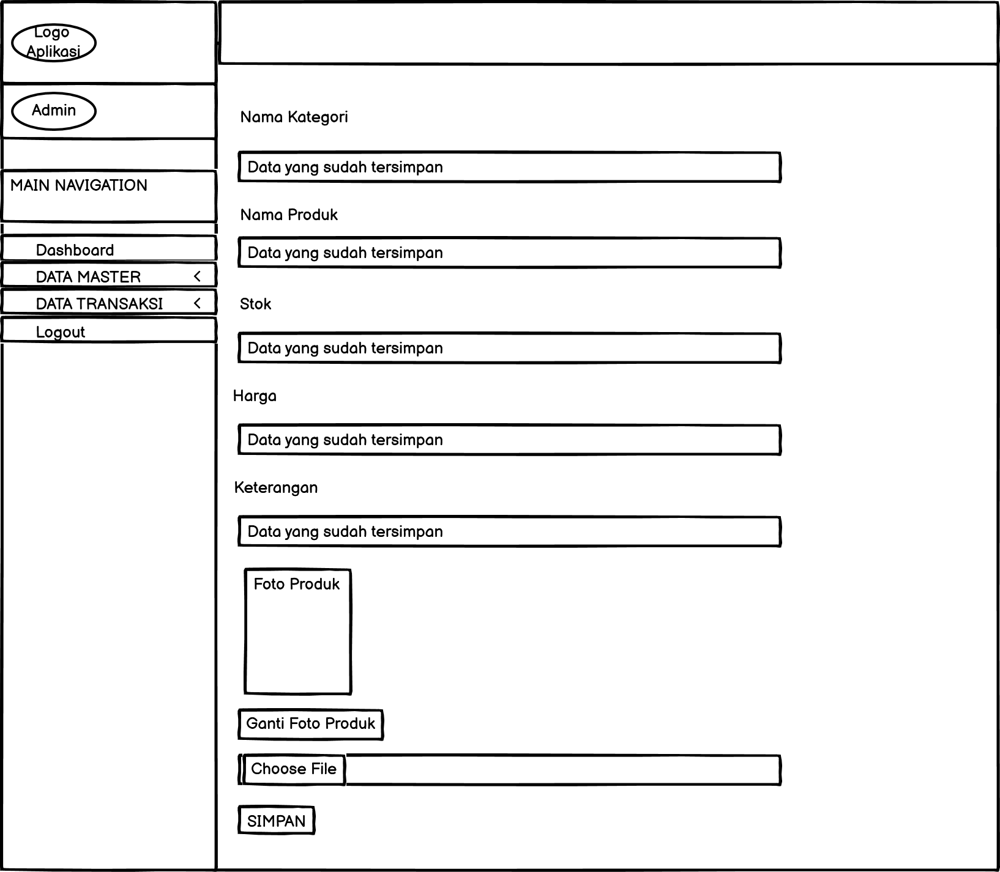 Logo
Aplikasi
Admin
MAIN NAVIGATION
Dashboard
DATA MASTER <
DATA TRANSAKSI <
Logout
Nama Kategori
Data yang sudah tersimpan
Nama Produk
Data yang sudah tersimpan
Stok
Data yang sudah tersimpan
Harga
Data yang sudah tersimpan
Keterangan
Data yang sudah tersimpan
Foto Produk
Ganti Foto Produk
Choose File
SIMPAN